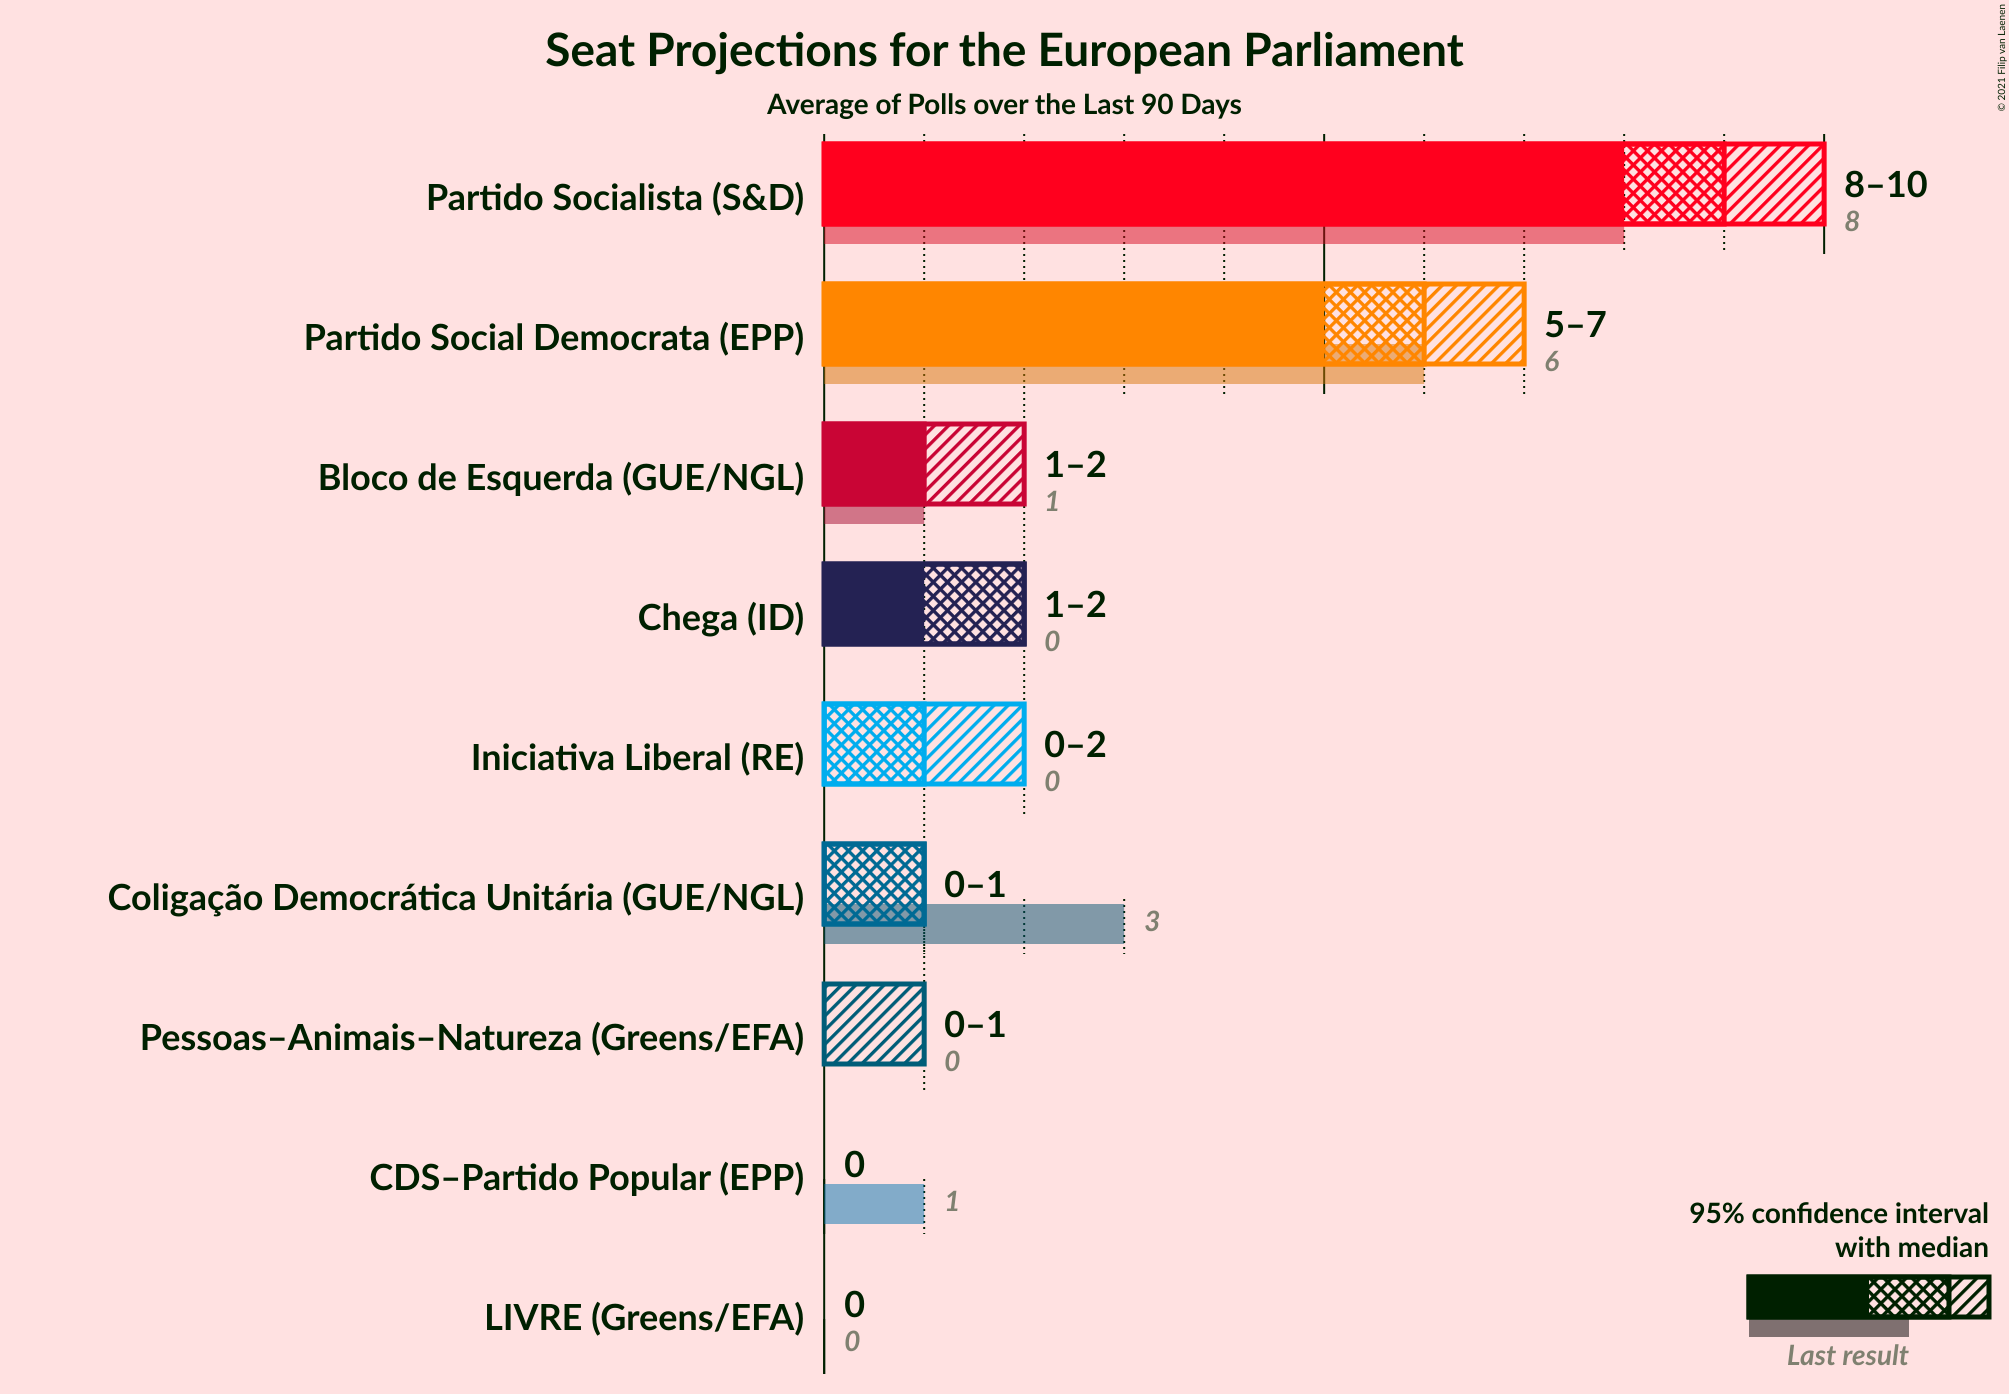 Seat Projections for the European Parliament
Average of Polls over the Last 90 Days
© 2021 Filip van Laenen
Partido Socialista (S&D)
8–10
8
Partido Social Democrata (EPP)
5–7
6
Bloco de Esquerda (GUE/NGL)
1–2
1
Chega (ID)
1–2
0
Iniciativa Liberal (RE)
0–2
0
Coligação Democrática Unitária (GUE/NGL)
0–1
3
Pessoas–Animais–Natureza (Greens/EFA)
0–1
0
CDS–Partido Popular (EPP)
0
1
LIVRE (Greens/EFA)
0
0
95% confidence interval
with median
Last result